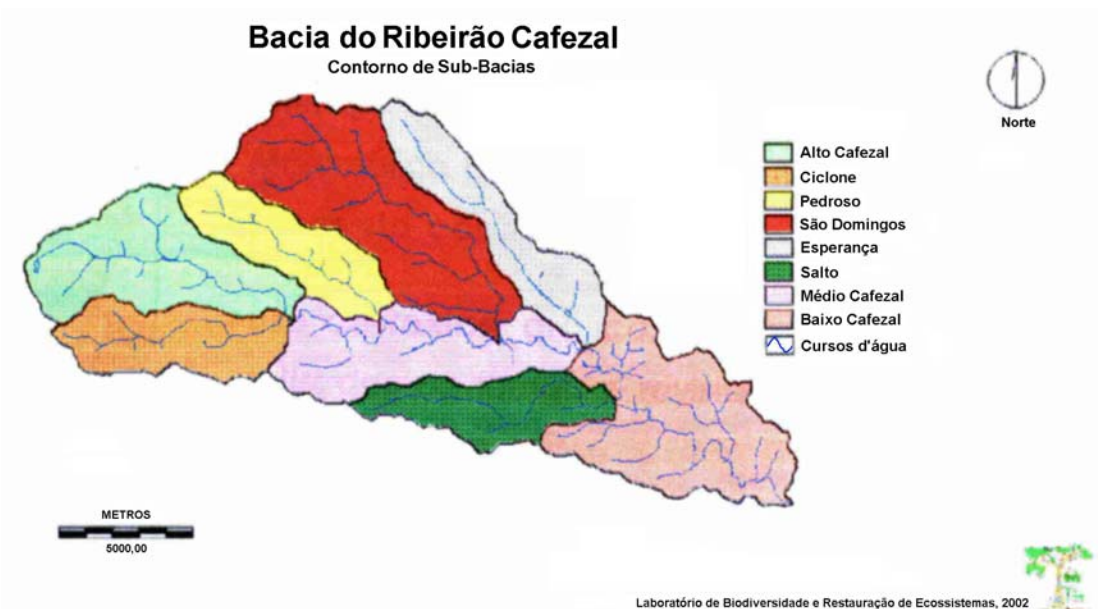 Bacia do Ribeirão Cafezal
Contorno de Sub-Bacias
Norte
Alto Cafezal
Ciclone
Pedroso
São Domingos
Esperança
Salto
Médio Cafezal
Baixo Cafezal
Cursos d'água
METROS
5000,00
Laboratório de Biodiversidade e Restauração de Ecossistemas, 2002